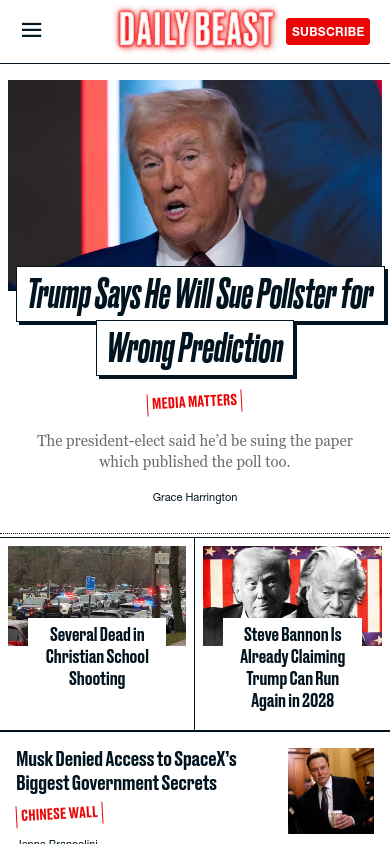 DAILY BEAST
SUBSCRIBE
Trump Says He Will Sue Pollster for
Wrong Prediction
MEDIA MATTERS
The president-elect said he’d be suing the paper
which published the poll too.
Grace Harrington
Several Dead in
Christian School
Shooting
Steve Bannon Is
Already Claiming
Trump Can Run
Again in 2028
Musk Denied Access to SpaceX’s
Biggest Government Secrets
CHINESE WALL